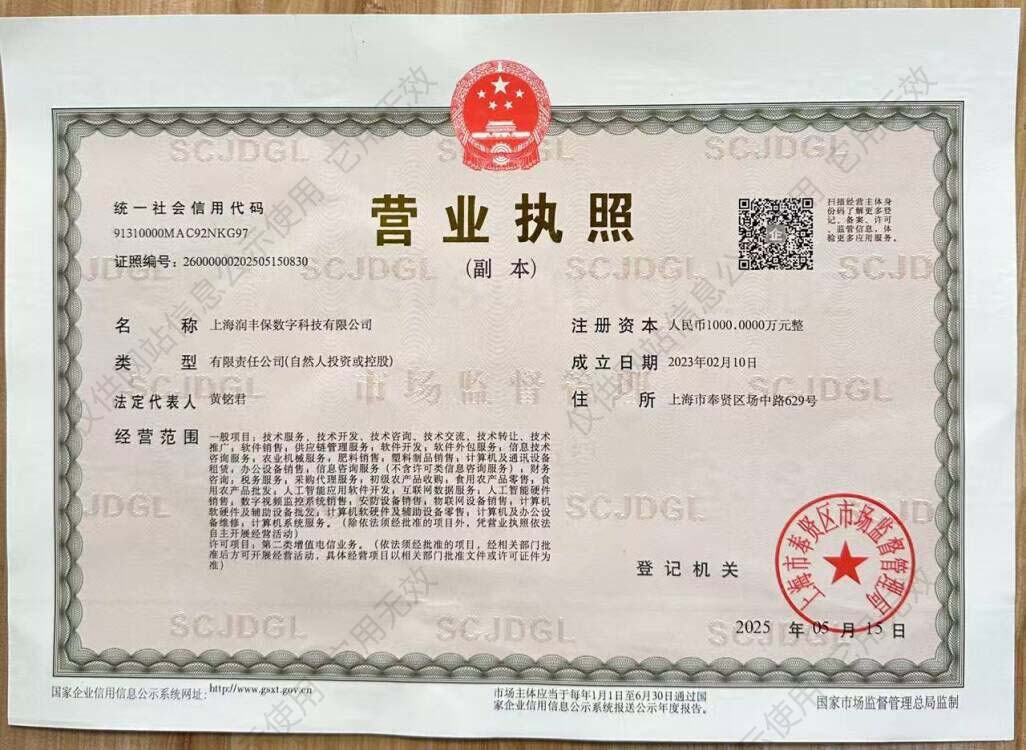 SCJDGL
营业执照
(副 本)
统一社会信用代码
91310000MAC92NKG97
证照编号：26000000202505150830
扫描经营主体身
份码了解更多登
记、备案、许可
、监管信息，体
验更多应用服务。
名 称 上海润丰保数字科技有限公司
类 型 有限责任公司(自然人投资或控股)
法定代表人 黄铭君
经营范围 一般项目：技术服务、技术开发、技术咨询、技术交流、技术转让、技术
推广；软件销售；供应链管理服务；软件开发；软件外包服务；信息技术
咨询服务；农业机械服务；肥料销售；塑料制品销售；计算机及通讯设备
租赁；办公设备销售；信息咨询服务（不含许可类信息咨询服务）；财务
咨询；税务服务；采购代理服务；初级农产品收购；食用农产品零售；食
用农产品批发；人工智能应用软件开发；互联网数据服务；人工智能硬件
销售；数字视频监控系统销售；安防设备销售；物联网设备销售；计算机
软硬件及辅助设备批发；计算机软硬件及辅助设备零售；计算机及办公设
备维修；计算机系统服务。（除依法须经批准的项目外，凭营业执照依法
自主开展经营活动）
许可项目：第二类增值电信业务。（依法须经批准的项目，经相关部门批
准后方可开展经营活动，具体经营项目以相关部门批准文件或许可证件为
准）
注册资本 人民币1000.0000万元整
成立日期 2023年02月10日
住 所 上海市奉贤区场中路629号
市场监督管理
登记机关
上海市奉贤区市场监督管理局
2025 年 05 月 15 日
国家企业信用信息公示系统网址：http://www.gsxt.gov.cn
市场主体应当于每年1月1日至6月30日通过国
家企业信用信息公示系统报送公示年度报告。
国家市场监督管理总局监制
仅供网站信息公示使用 它用无效